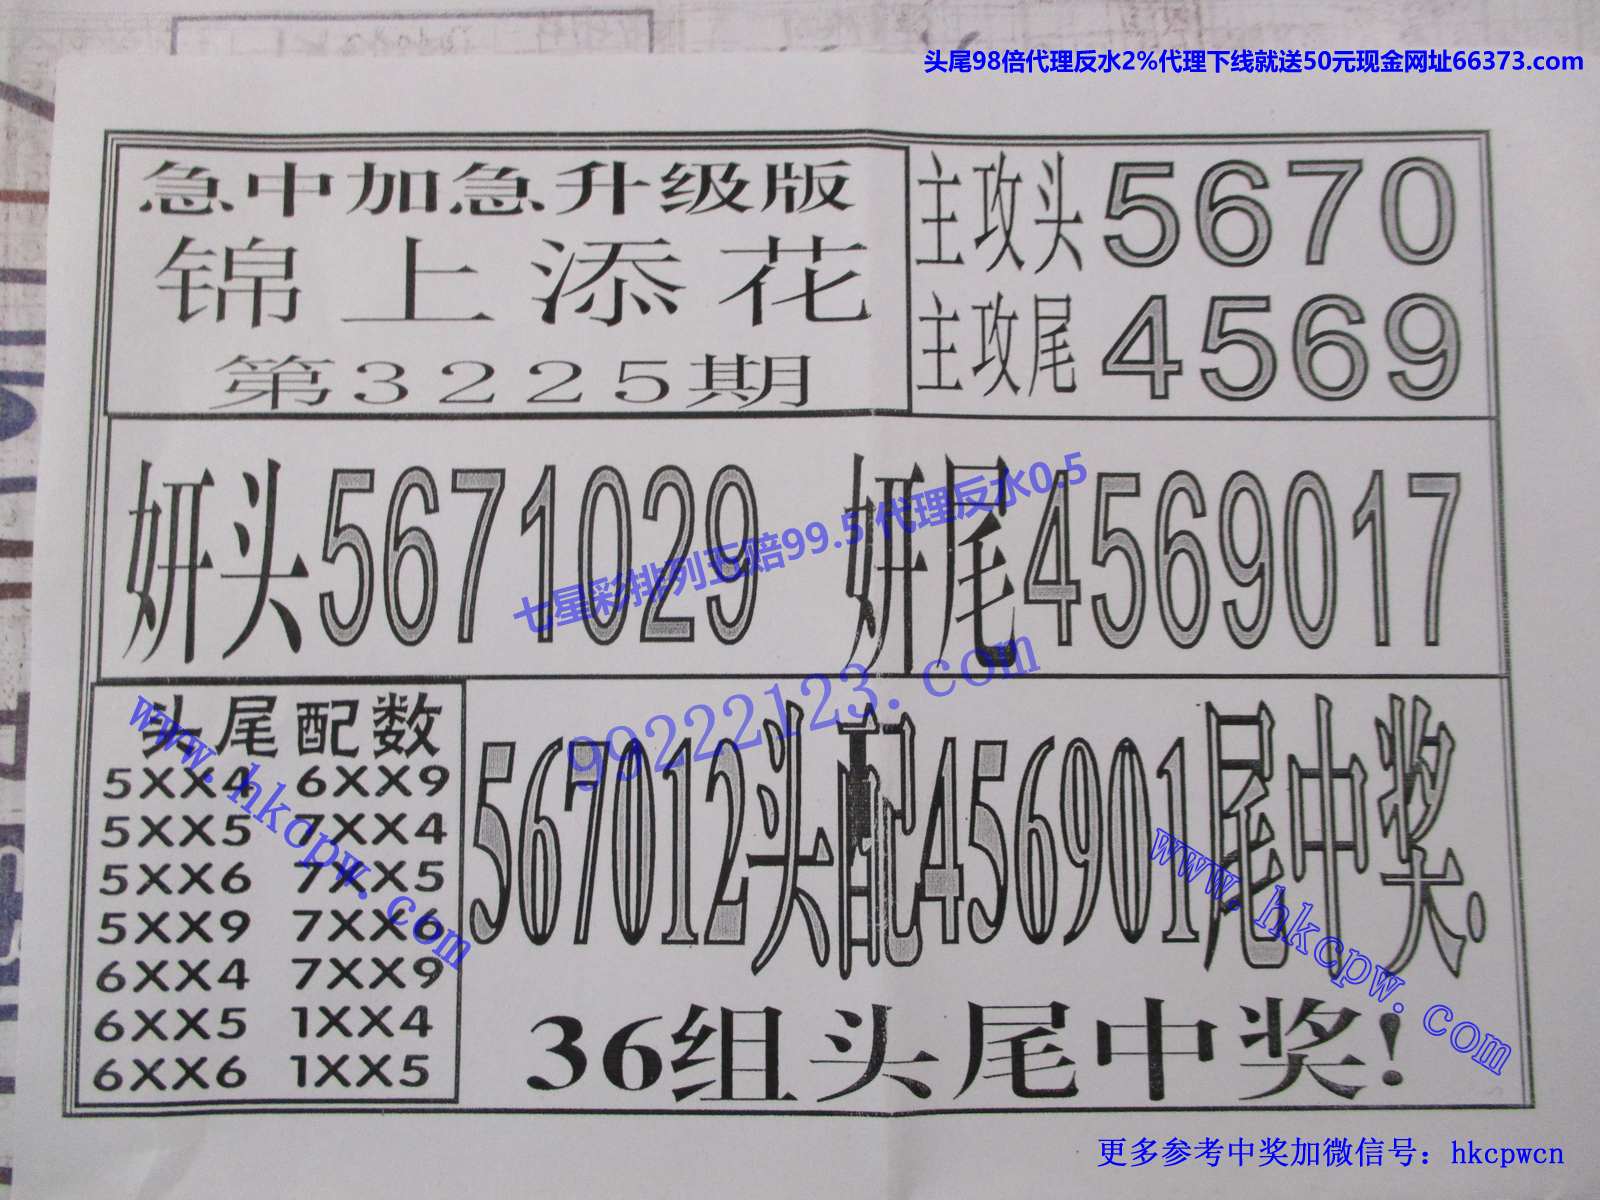 头尾98倍代理反水2%代理下线就送50元现金网址66373.com
急中加急升级版
锦上添花
第3225期
主攻头5670
主攻尾4569
妍头5671029
妍尾4569017
七星彩排列五赔99.5 代理反水0.5
99222123.com
头尾配数
5XX4 6XX9
5XX5 7XX4
5XX6 7XX5
5XX9 7XX6
6XX4 7XX9
6XX5 1XX4
6XX6 1XX5
www.hkcpw.com
567012头配456901尾中奖.
www.hkcpw.com
36组头尾中奖!
更多参考中奖加微信号：hkcpwcn